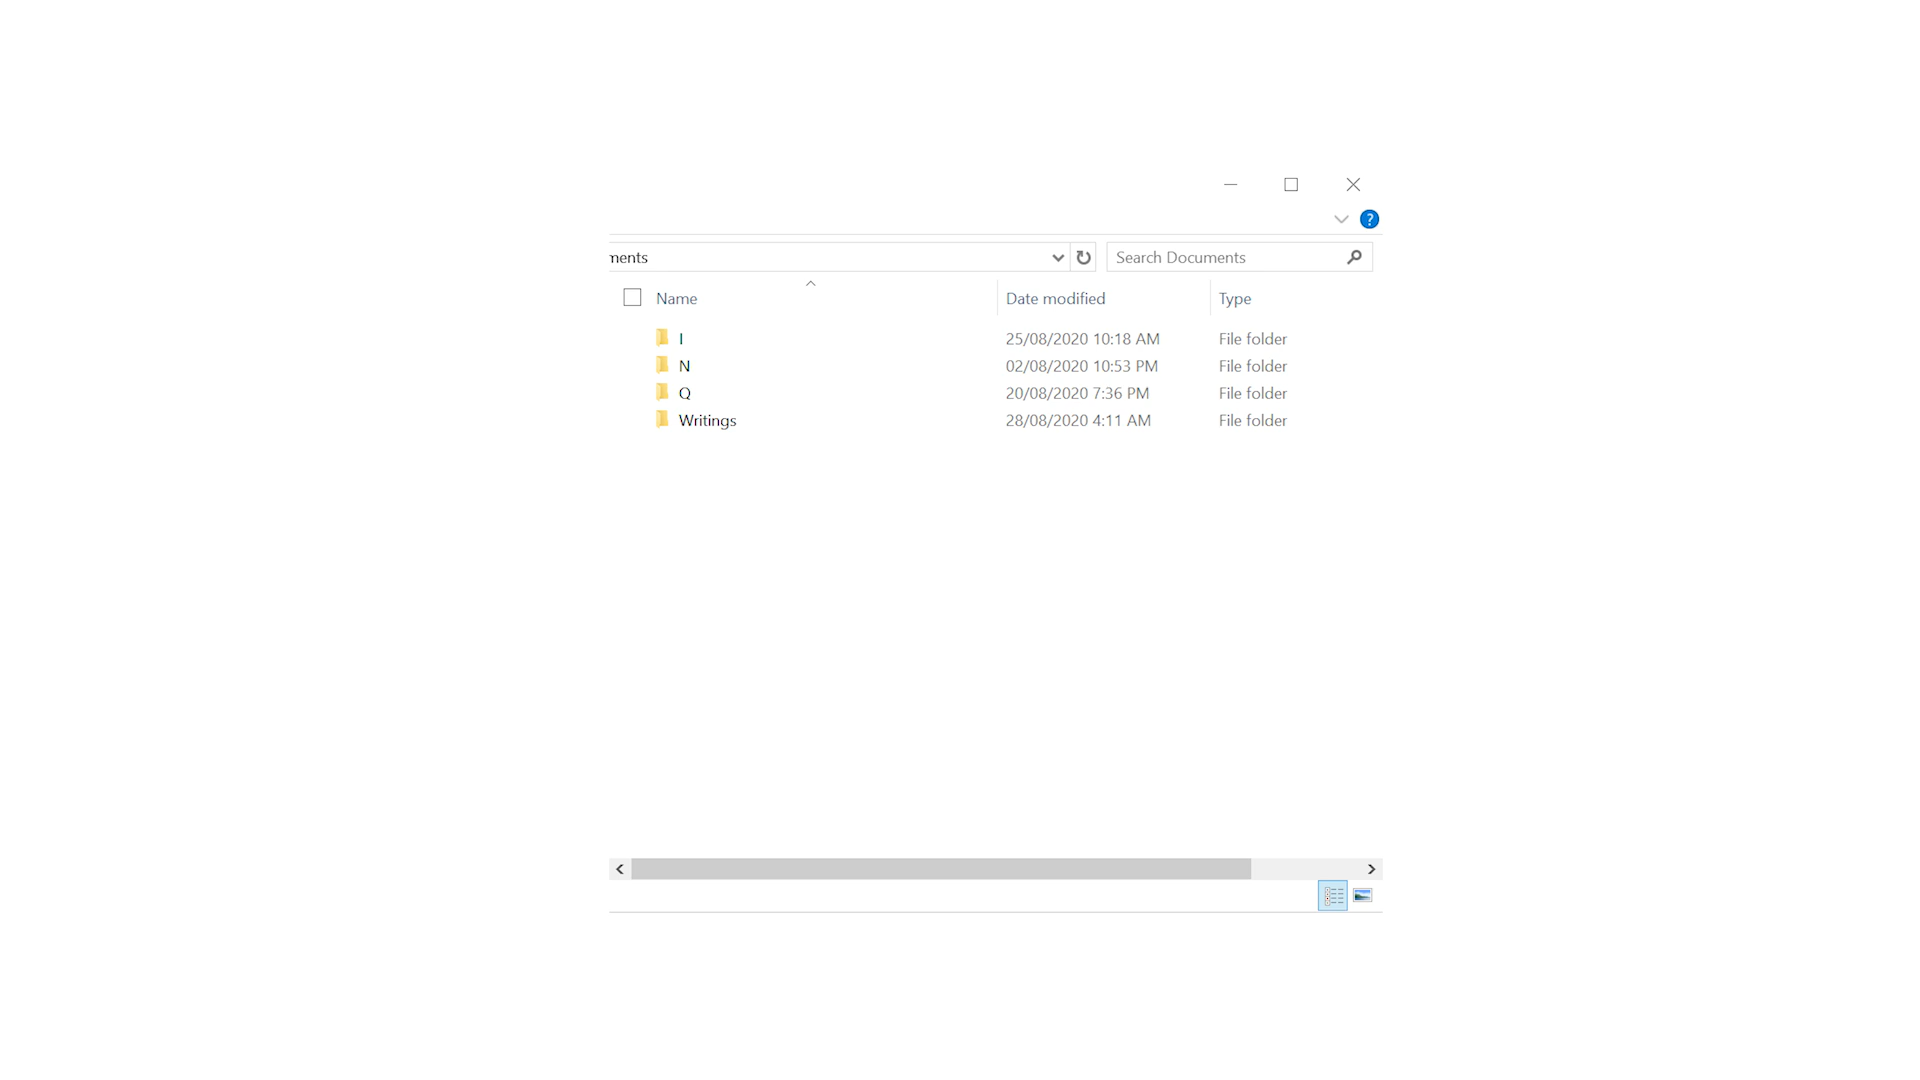 ?
ments
Search Documents
Name Date modified Type
I 25/08/2020 10:18 AM File folder
N 02/08/2020 10:53 PM File folder
Q 20/08/2020 7:36 PM File folder
Writings 28/08/2020 4:11 AM File folder